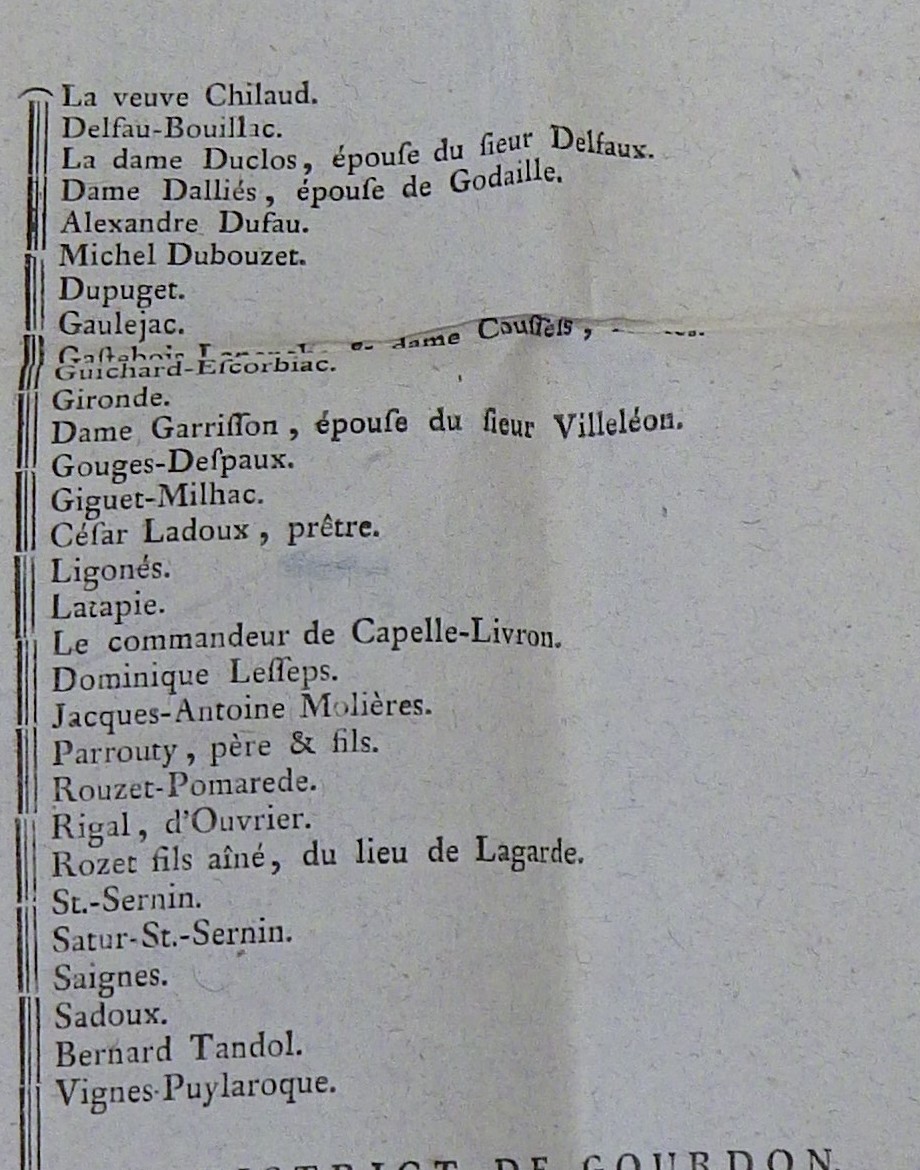 La veuve Chilaud.
Delfau-Bouillac.
La dame Duclos, épouſe du ſieur Delfaux.
Dame Dalliés, épouſe de Godaille.
Alexandre Dufau.
Michel Dubouzet.
Dupuget.
Gaulejac.
dame Couſſels,
Guichard-Eſcorbiac.
Gironde.
Dame Garriſſon, épouſe du ſieur Villeléon.
Gouges-Deſpaux.
Giguet-Milhac.
Céſar Ladoux, prêtre.
Ligonés.
Latapie.
Le commandeur de Capelle-Livron.
Dominique Leſſeps.
Jacques-Antoine Molières.
Parrouty, père & fils.
Rouzet-Pomarede.
Rigal, d'Ouvrier.
Rozet fils aîné, du lieu de Lagarde.
St.-Sernin.
Satur-St.-Sernin.
Saignes.
Sadoux.
Bernard Tandol.
Vignes-Puylaroque.
DE GOURDON